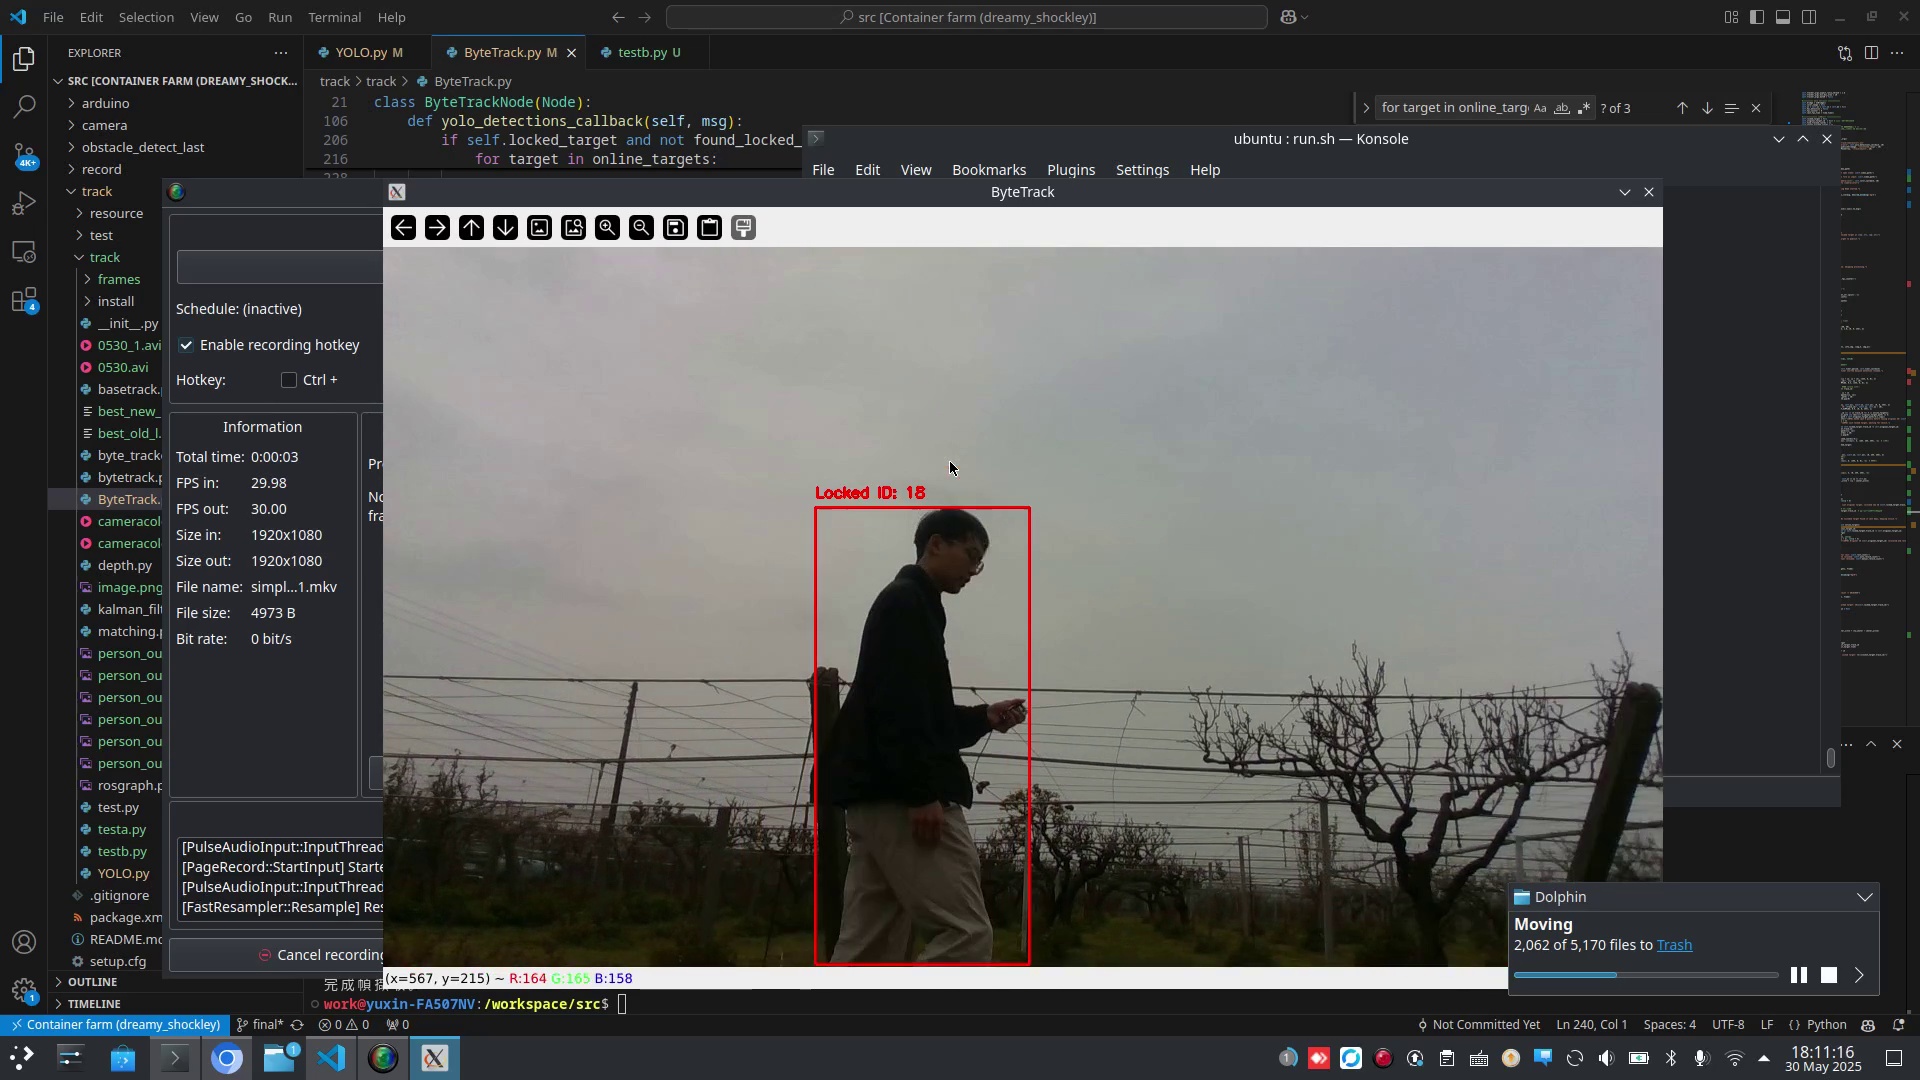 File Edit Selection View Go Run Terminal Help
src [Container farm (dreamy_shockley)]
EXPLORER
YOLO.py M
ByteTrack.py M
testb.py U
SRC [CONTAINER FARM (DREAMY_SHOCK...
track > track > ByteTrack.py
arduino
camera
obstacle_detect_last
record
track
resource
test
track
frames
install
__init__.py
0530_1.avi
0530.avi
basetrack.
best_new_
best_old_l.
byte_track
bytetrack.p
ByteTrack.
cameracol
cameracol
depth.py
image.png
kalman_filt
matching.p
person_ou
person_ou
person_ou
person_ou
person_ou
person_ou
rosgraph.p
test.py
testa.py
testb.py
YOLO.py
.gitignore
package.xm
README.md
setup.cfg
OUTLINE
TIMELINE
4K+
4
1
21 class ByteTrackNode(Node):
106 def yolo_detections_callback(self, msg):
206 if self.locked_target and not found_locked_
216 for target in online_targets:
228
for target in online_targ
Aa ab
? of 3
ubuntu : run.sh — Konsole
File Edit View Bookmarks Plugins Settings Help
ByteTrack
Schedule: (inactive)
Enable recording hotkey
Hotkey: Ctrl +
Information
Total time: 0:00:03
FPS in: 29.98
FPS out: 30.00
Size in: 1920x1080
Size out: 1920x1080
File name: simpl...1.mkv
File size: 4973 B
Bit rate: 0 bit/s
Pr
No
fra
[PulseAudioInput::InputThread
[PageRecord::StartInput] Starte
[PulseAudioInput::InputThread
[FastResampler::Resample] Res
Cancel recording
Locked ID: 18
(x=567, y=215) ~ R:164 G:165 B:158
work@yuxin-FA507NV:/workspace/src$
Dolphin
Moving
2,062 of 5,170 files to Trash
Container farm (dreamy_shockley) final* 0 0 0
Not Committed Yet Ln 240, Col 1 Spaces: 4 UTF-8 LF {} Python
1
1
18:11:16
30 May 2025